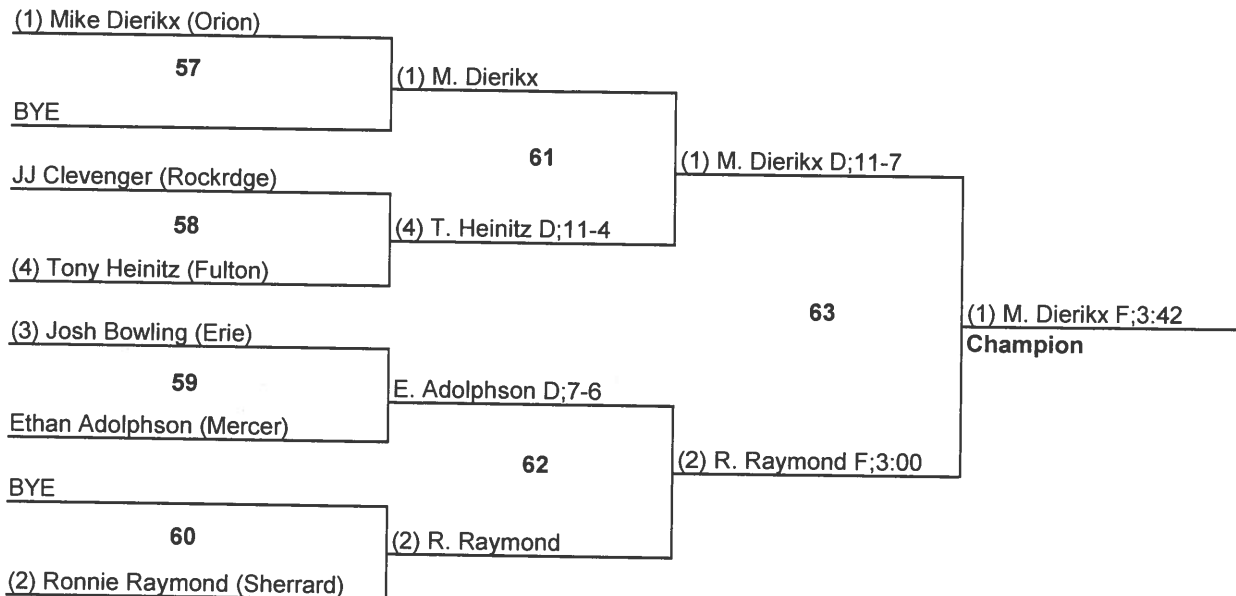 (1) Mike Dierikx (Orion)
57
BYE
(1) M. Dierikx
JJ Clevenger (Rockrdge)
58
(4) Tony Heinitz (Fulton)
(4) T. Heinitz D;11-4
61
(1) M. Dierikx D;11-7
(3) Josh Bowling (Erie)
59
Ethan Adolphson (Mercer)
E. Adolphson D;7-6
BYE
60
(2) Ronnie Raymond (Sherrard)
(2) R. Raymond
62
(2) R. Raymond F;3:00
63
(1) M. Dierikx F;3:42
Champion